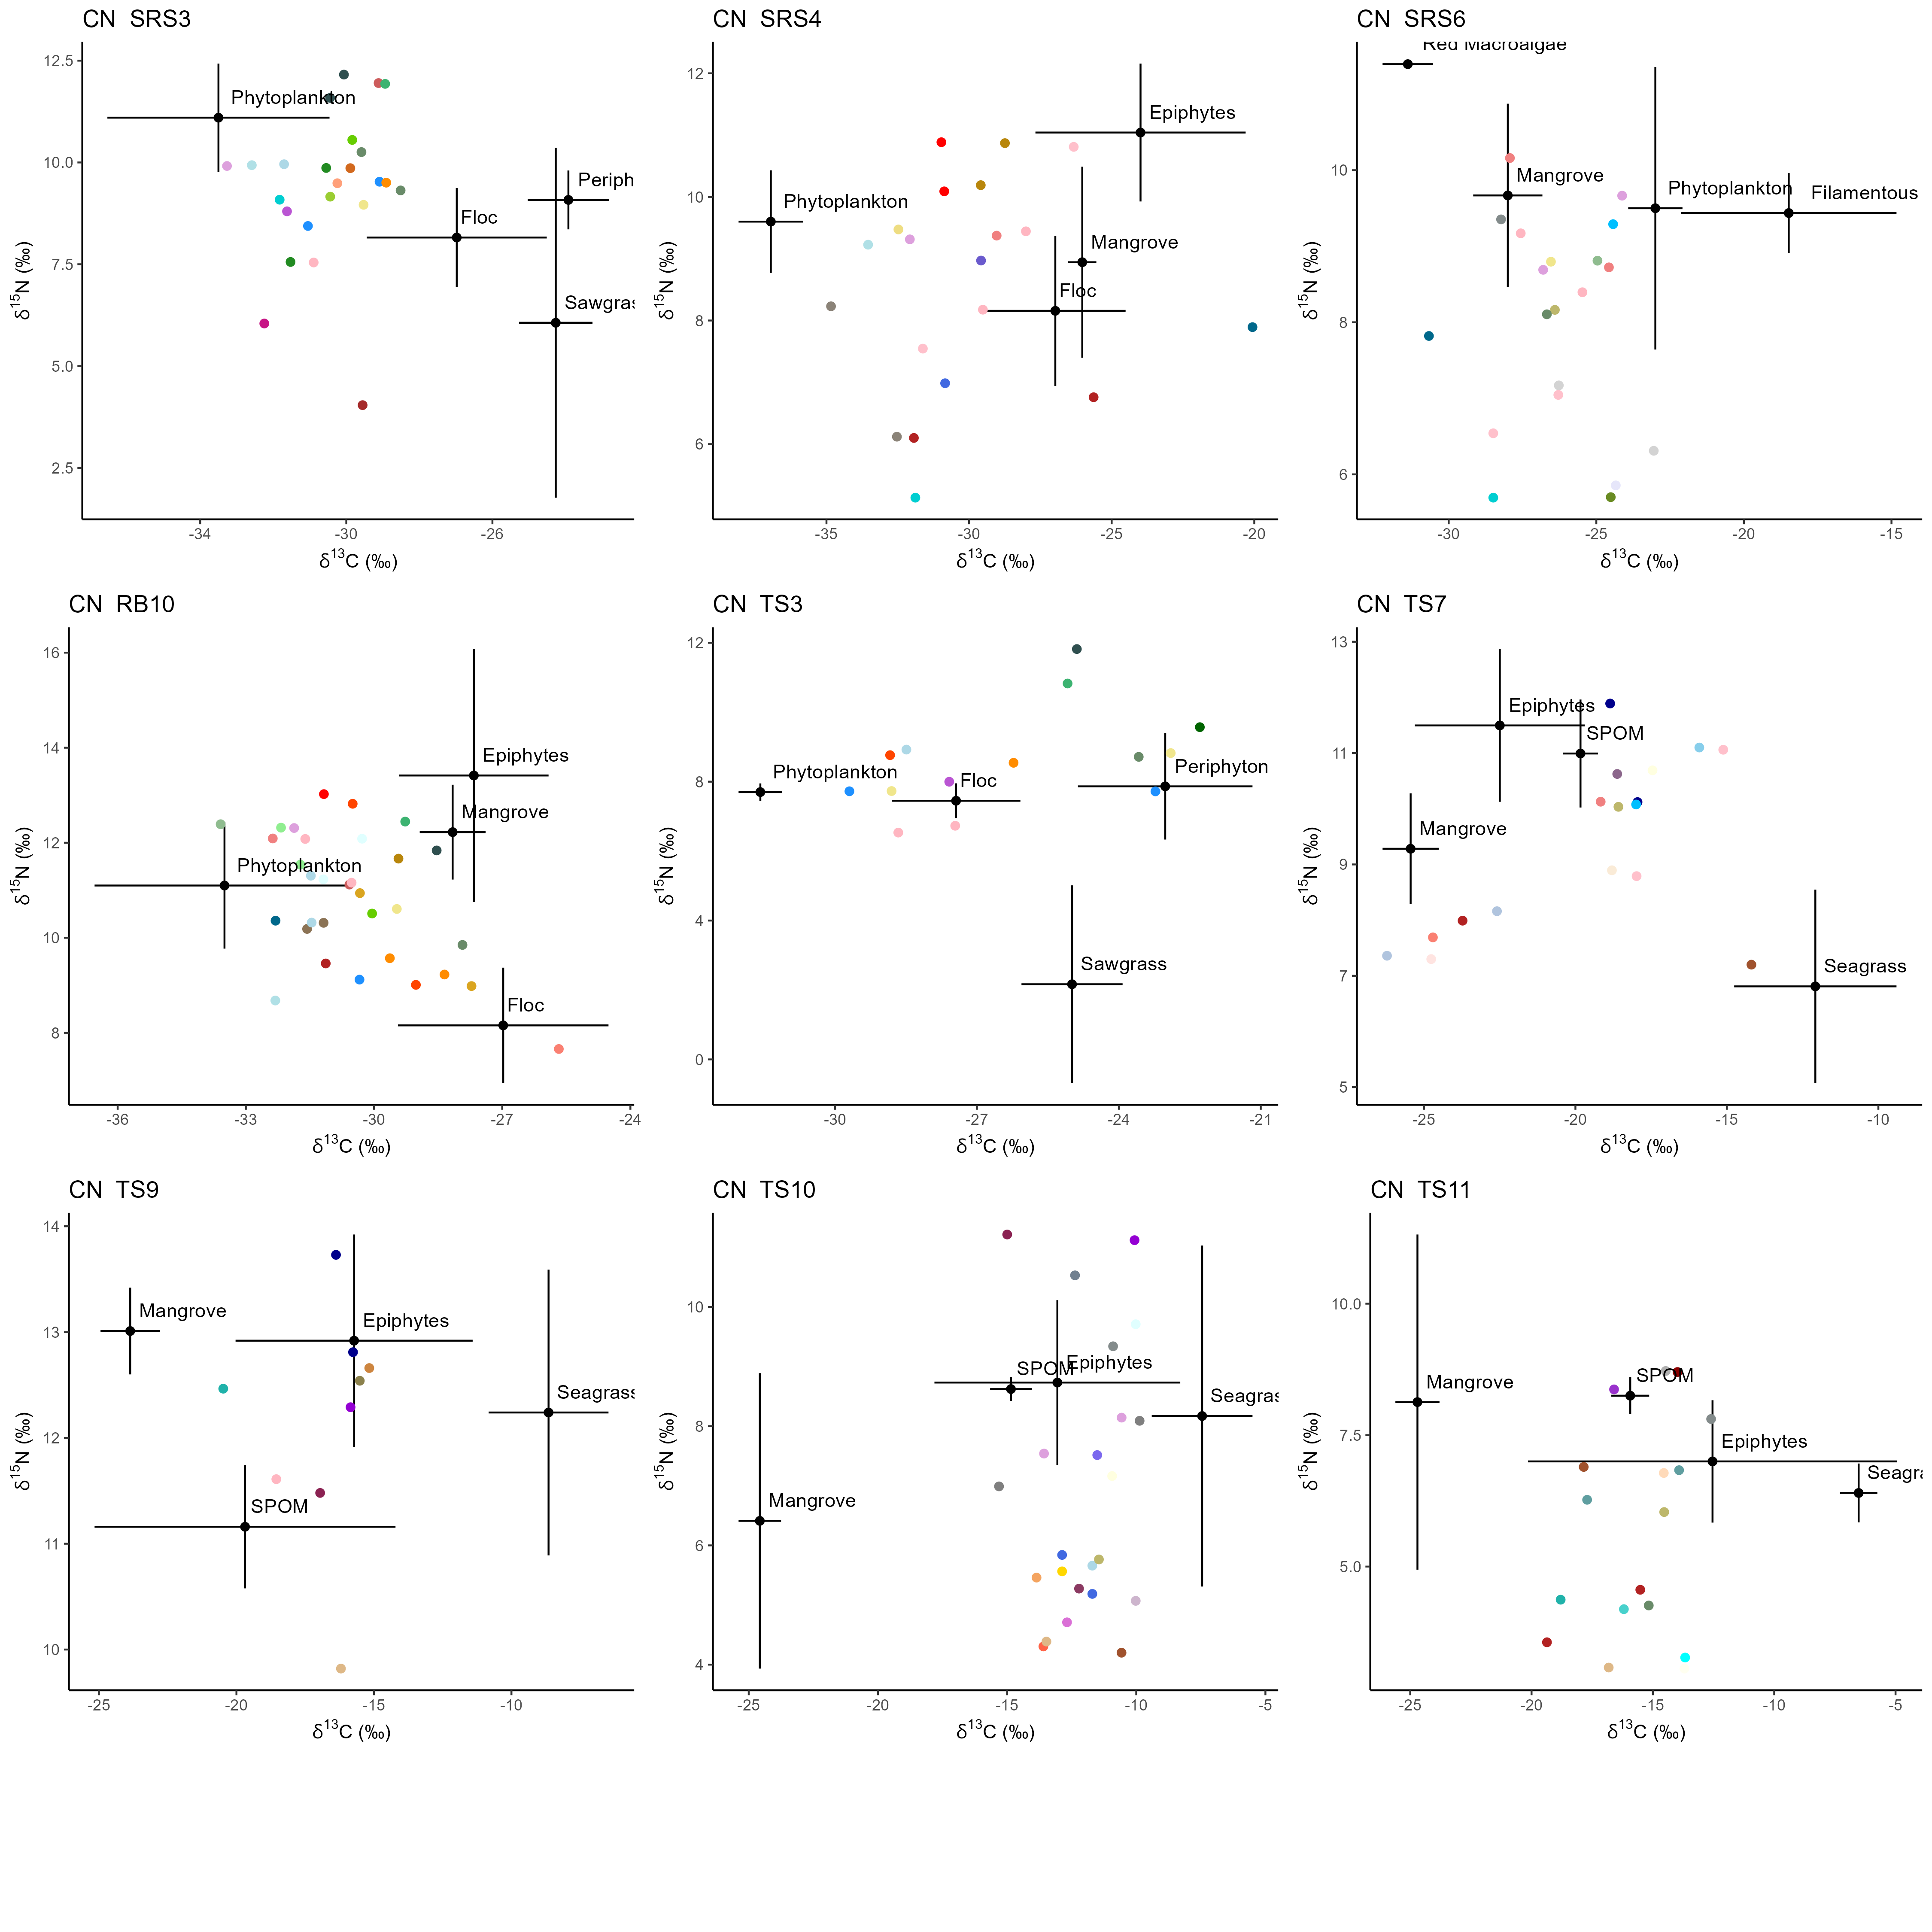 CN SRS3
12.5
10.0
7.5
5.0
2.5
δ15N (‰)
Phytoplankton
Periph
Floc
Sawgras
-34
-30
-26
δ13C (‰)
CN SRS4
12
10
8
6
δ15N (‰)
Epiphytes
Phytoplankton
Mangrove
Floc
-35
-30
-25
-20
δ13C (‰)
CN SRS6
10
8
6
δ15N (‰)
Red Macroalgae
Mangrove
Phytoplankton
Filamentous
-30
-25
-20
-15
δ13C (‰)
CN RB10
16
14
12
10
8
δ15N (‰)
Epiphytes
Mangrove
Phytoplankton
Floc
-36
-33
-30
-27
-24
δ13C (‰)
CN TS3
12
8
4
0
δ15N (‰)
Phytoplankton
Floc
Periphyton
Sawgrass
-30
-27
-24
-21
δ13C (‰)
CN TS7
13
11
9
7
5
δ15N (‰)
Epiphytes
SPOM
Mangrove
Seagrass
-25
-20
-15
-10
δ13C (‰)
CN TS9
14
13
12
11
10
δ15N (‰)
Mangrove
Epiphytes
Seagrass
SPOM
-25
-20
-15
-10
δ13C (‰)
CN TS10
10
8
6
4
δ15N (‰)
SPOM
Epiphytes
Seagras
Mangrove
-25
-20
-15
-10
-5
δ13C (‰)
CN TS11
10.0
7.5
5.0
δ15N (‰)
SPOM
Mangrove
Epiphytes
Seagra
-25
-20
-15
-10
-5
δ13C (‰)